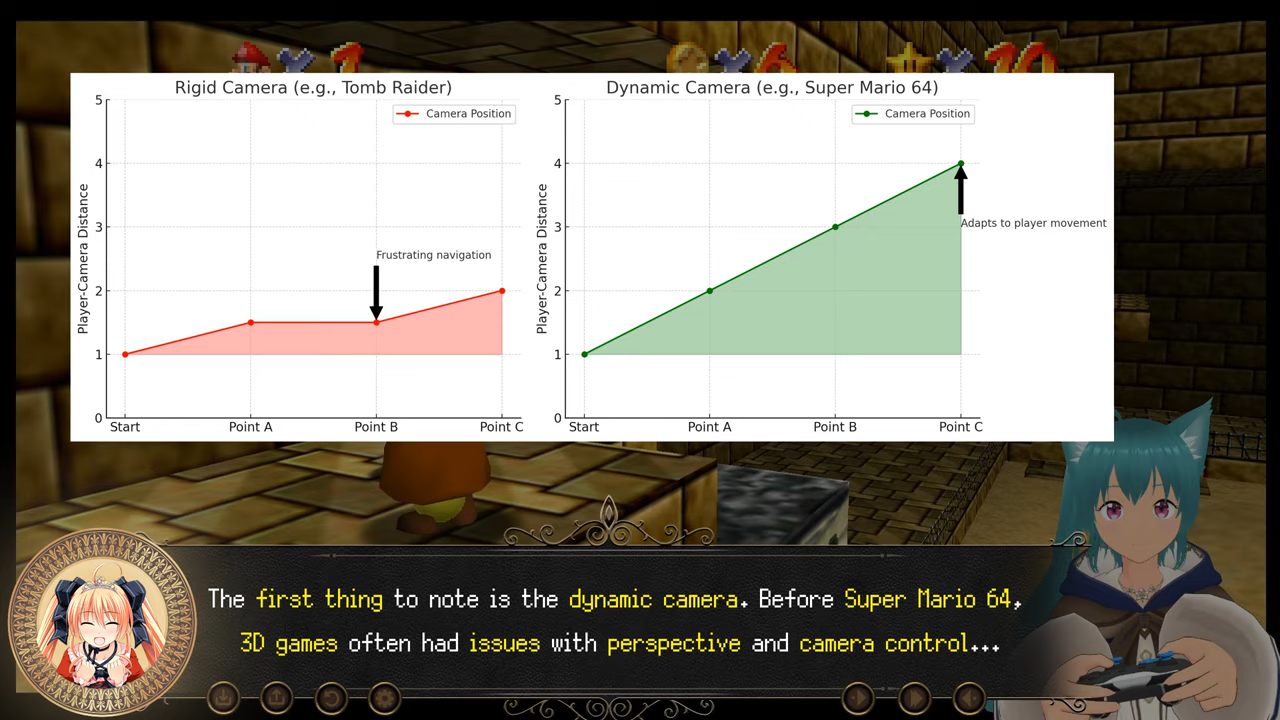 Rigid Camera (e.g., Tomb Raider)
Camera Position
Player-Camera Distance
5
4
3
2
1
0
Frustrating navigation
Start
Point A
Point B
Point C
Dynamic Camera (e.g., Super Mario 64)
Camera Position
Player-Camera Distance
5
4
3
2
1
0
Adapts to player movement
Start
Point A
Point B
Point C
The first thing to note is the dynamic camera. Before Super Mario 64,
3D games often had issues with perspective and camera control...